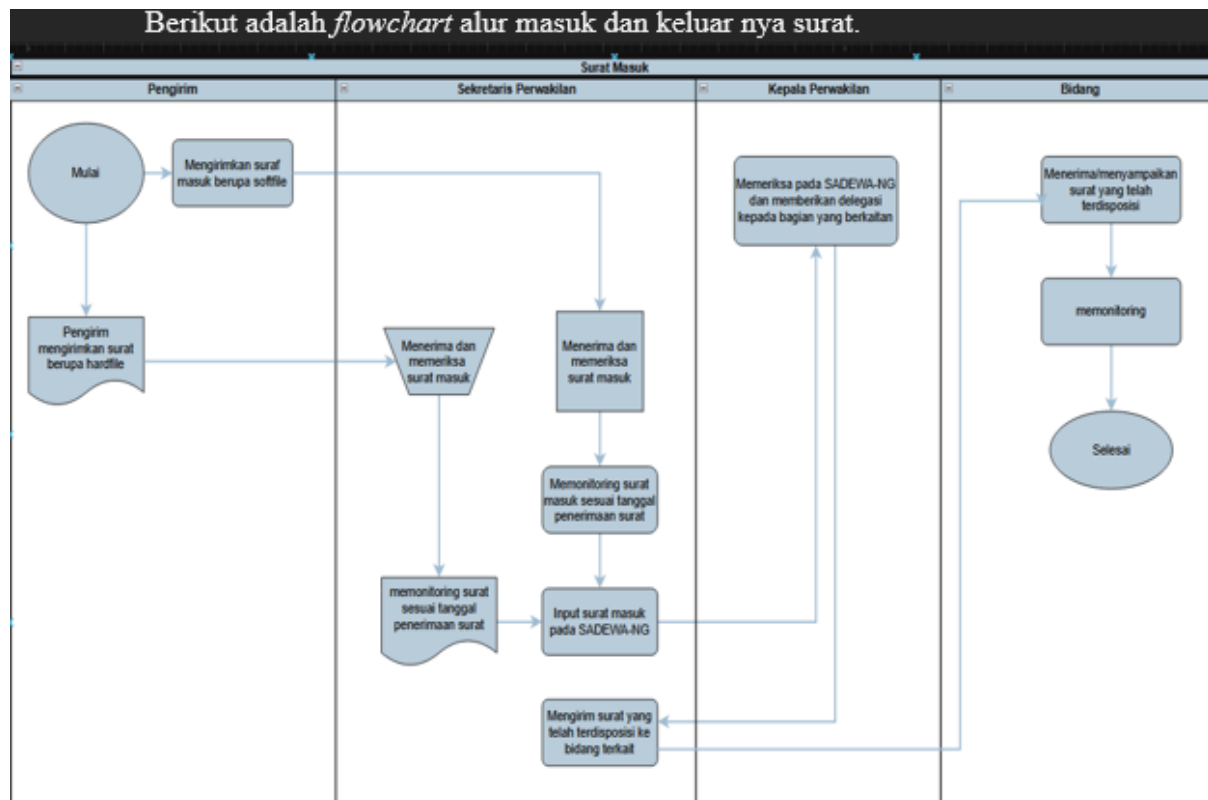 Berikut adalah flowchart alur masuk dan keluar nya surat.
Surat Masuk
Pengirim
Sekretaris Perwakilan
Kepala Perwakilan
Bidang
Mulai
Mengirimkan suraf
masuk berupa softfile
Pengirim
mengirimkan surat
berupa hardfile
Menerima dan
memeriksa
surat masuk
Menerima dan
memeriksa
surat masuk
Memonitoring surat
masuk sesuai tanggal
penerimaan surat
memonitoring surat
sesuai tanggal
penerimaan surat
Input surat masuk
pada SADEWA-NG
Mengirim surat yang
telah terdisposisi ke
bidang terkait
Memeriksa pada SADEWA-NG
dan memberikan delegasi
kepada bagian yang berkaitan
Menerima/menyampaikan
surat yang telah
terdisposisi
memonitoring
Selesai